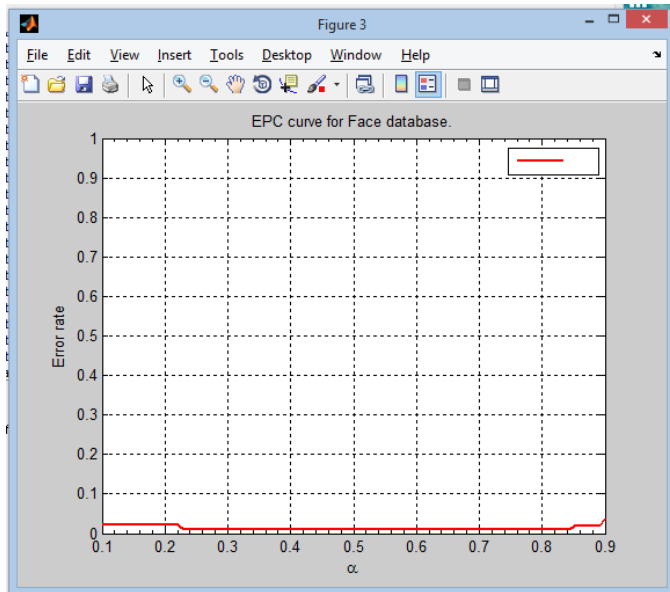 Figure 3
File Edit View Insert Tools Desktop Window Help
EPC curve for Face database.
1
0.9
0.8
0.7
0.6
0.5
0.4
0.3
0.2
0.1
0
Error rate
0.1 0.2 0.3 0.4 0.5 0.6 0.7 0.8 0.9
α